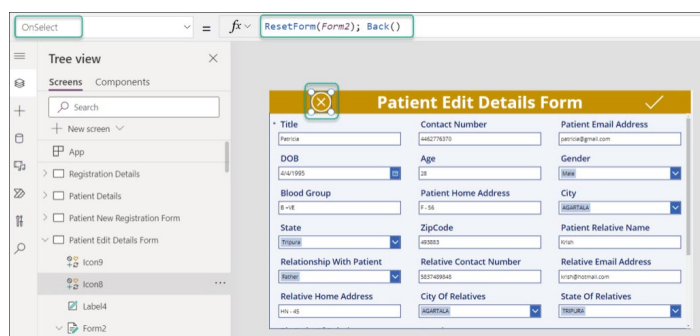 OnSelect
= fx ResetForm(Form2); Back()
Tree view
Screens Components
Search
New screen
App
Registration Details
Patient Details
Patient New Registration Form
Patient Edit Details Form
Icon9
Icon8
Label4
Form2
Patient Edit Details Form
* Title Contact Number Patient Email Address
Patricia 4462776370 patricia@gmail.com
DOB Age Gender
4/4/1995 28 Male
Blood Group Patient Home Address City
B +VE F - 56 AGARTALA
State ZipCode Patient Relative Name
Tripura 493883 Krish
Relationship With Patient Relative Contact Number Relative Email Address
Father 5837489848 krish@hotmail.com
Relative Home Address City Of Relatives State Of Relatives
HN - 45 AGARTALA TRIPURA